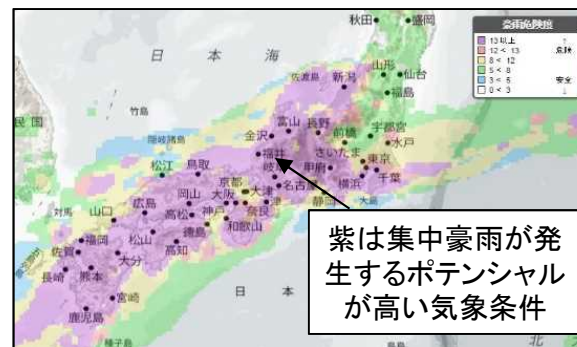 秋田
盛岡
豪雨危険度
13以上
↑
12 < 13
危険
8 < 12
5 < 8
3 < 5
安全
0 < 3
↓
日本海
佐渡島
新潟
山形
仙台
福島
竹島
民国
隠岐諸島
金沢
富山
長野
前橋
宇都宮
水戸
福井
さいたま
東京
松江
鳥取
岐阜
甲府
横浜
千葉
京都
大津
名古屋
静岡
大島
対馬
広島
岡山
大阪
津
山口
高松
神戸
奈良
福岡
松山
徳島
和歌山
佐賀
大分
高知
長崎
熊本
宮崎
鹿児島
種子島
日本
紫は集中豪雨が発
生するポテンシャル
が高い気象条件